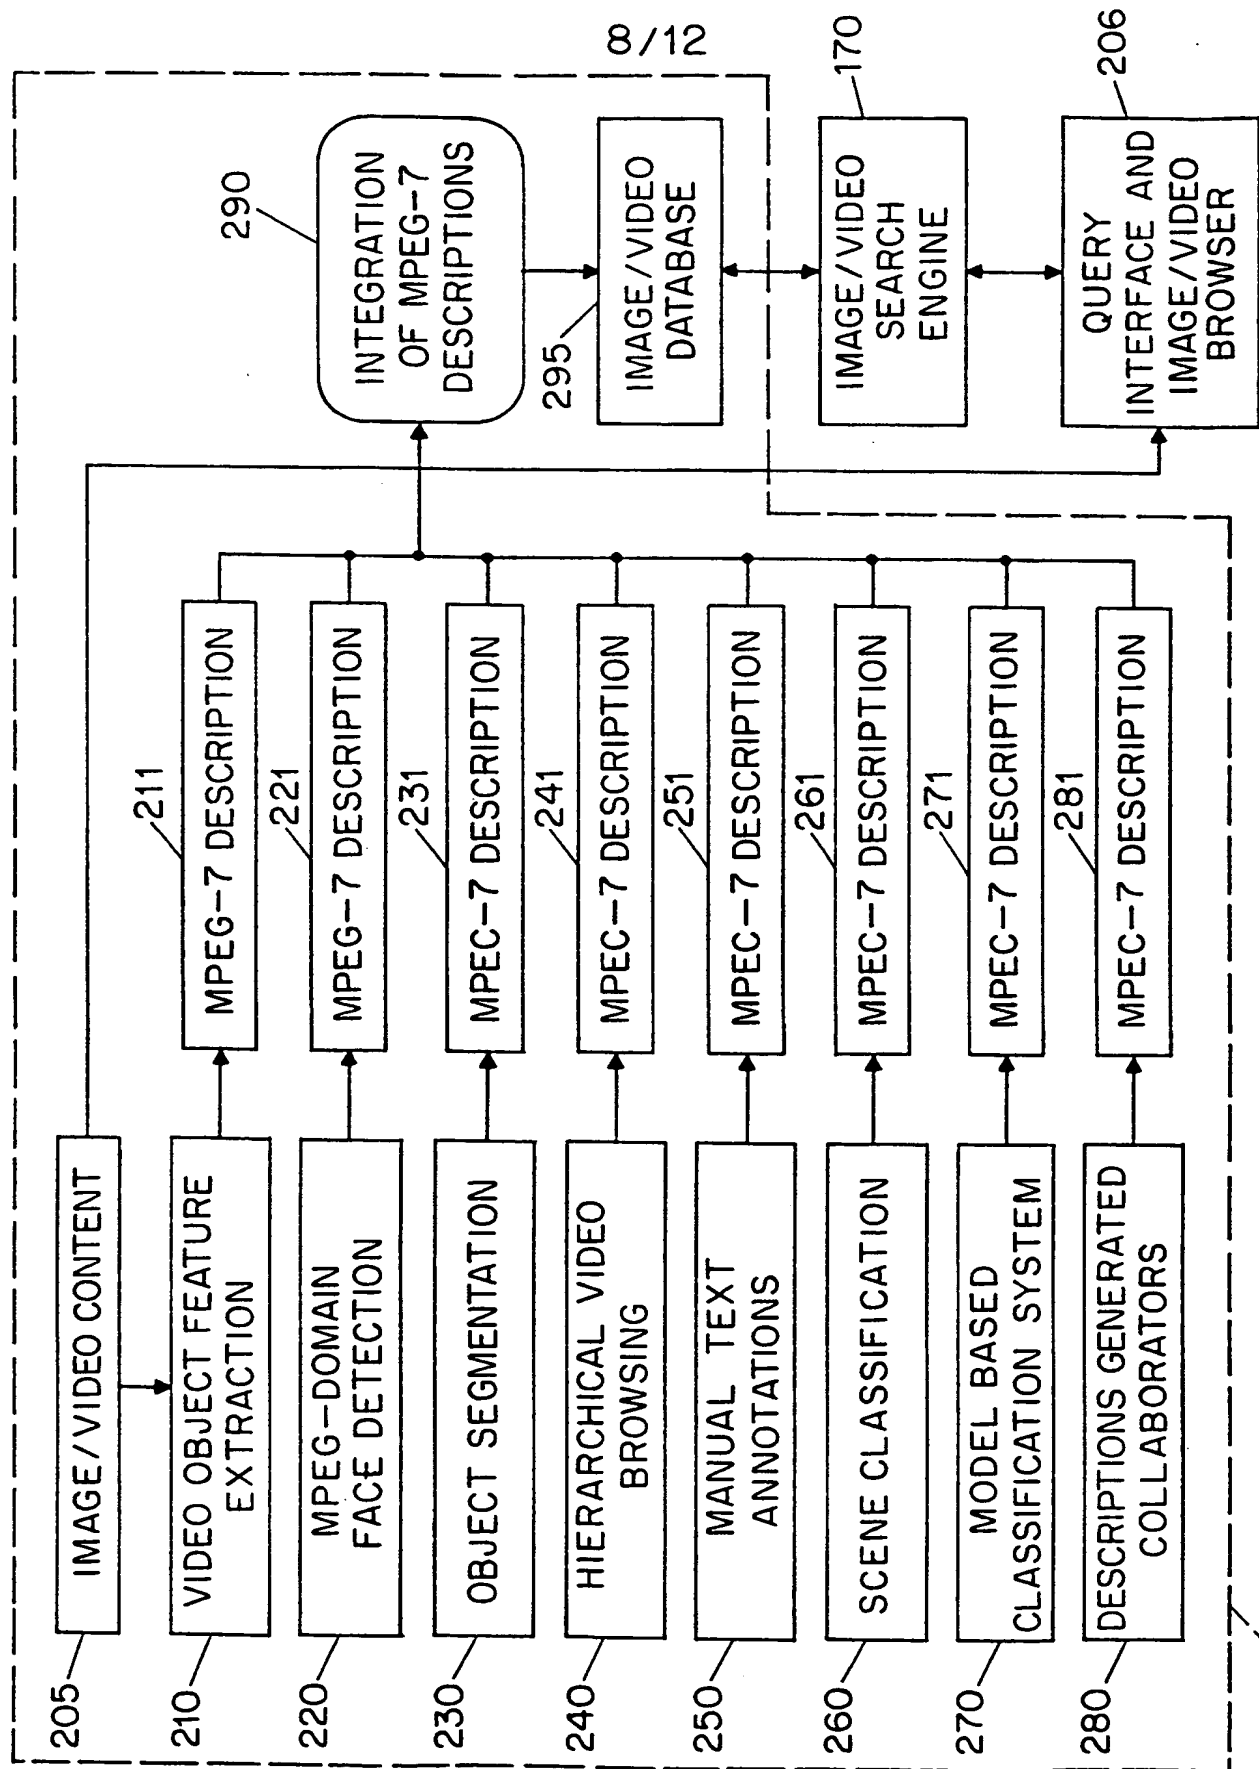 8/12
205
IMAGE/VIDEO CONTENT
210
VIDEO OBJECT FEATURE
EXTRACTION
211
MPEG-7 DESCRIPTION
220
MPEG-DOMAIN
FACE DETECTION
221
MPEG-7 DESCRIPTION
230
OBJECT SEGMENTATION
231
MPEC-7 DESCRIPTION
240
HIERARCHICAL VIDEO
BROWSING
241
MPEC-7 DESCRIPTION
250
MANUAL TEXT
ANNOTATIONS
251
MPEC-7 DESCRIPTION
260
SCENE CLASSIFICATION
261
MPEC-7 DESCRIPTION
270
MODEL BASED
CLASSIFICATION SYSTEM
271
MPEC-7 DESCRIPTION
280
DESCRIPTIONS GENERATED
COLLABORATORS
281
MPEC-7 DESCRIPTION
290
INTEGRATION
OF MPEG-7
DESCRIPTIONS
295
IMAGE/VIDEO
DATABASE
170
IMAGE/VIDEO
SEARCH
ENGINE
206
QUERY
INTERFACE AND
IMAGE/VIDEO
BROWSER